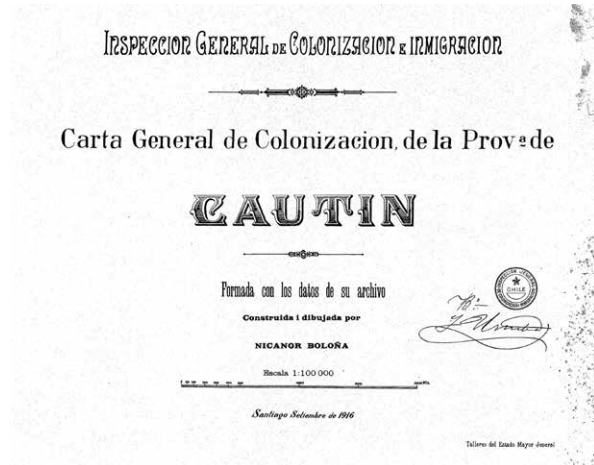 INSPECCION GENERAL DE COLONIZACION E INMIGRACION
Carta General de Colonizacion, de la Provª de
CAUTIN
Formada con los datos de su archivo
Construida i dibujada por
NICANOR BOLOÑA
Escala 1:100 000
Santiago Setiembre de 1916
CHILE
Talleres del Estado Mayor Jeneral